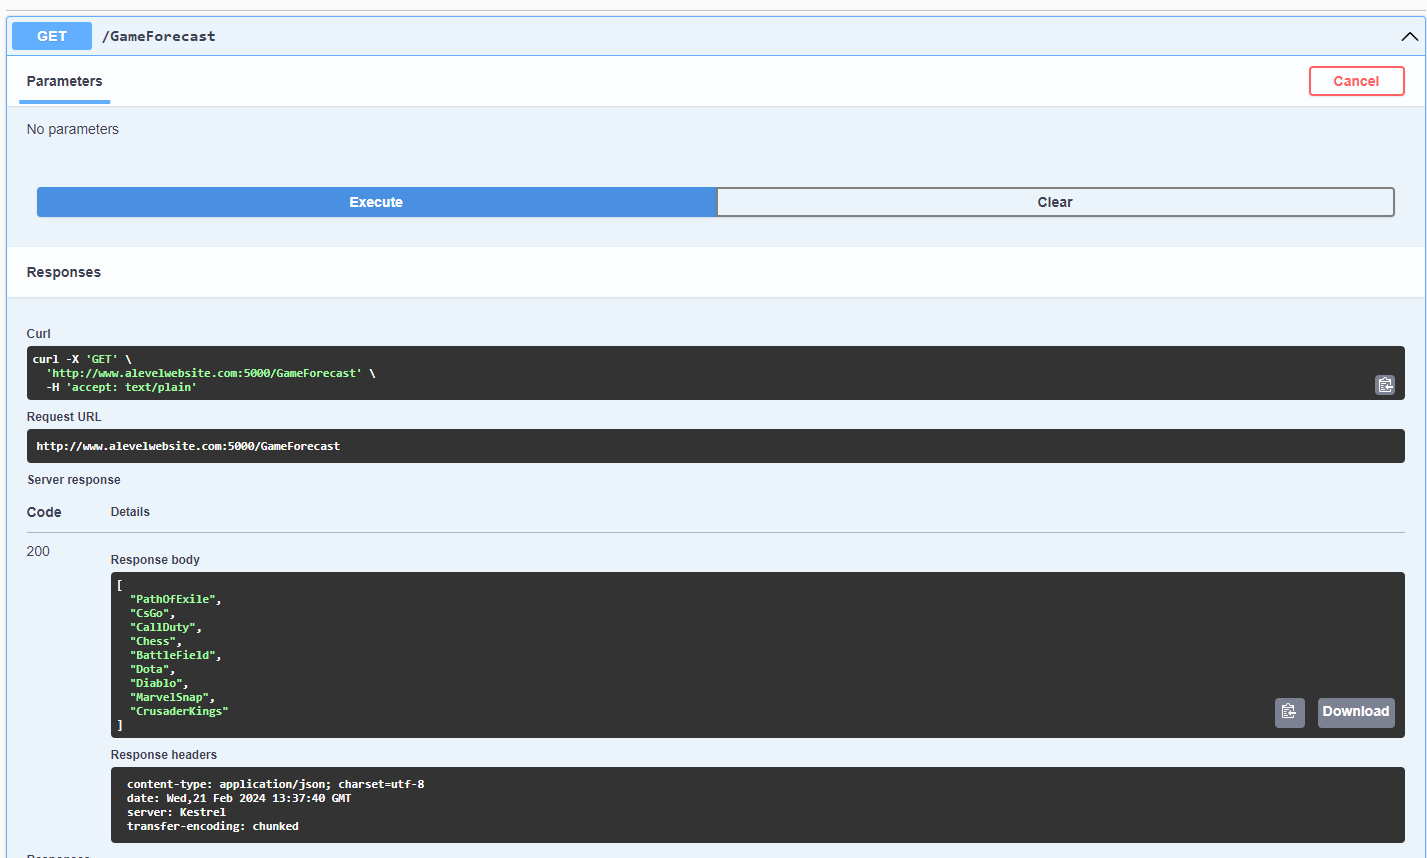 GET /GameForecast
Parameters
Cancel
No parameters
Execute
Clear
Responses
Curl
curl -X 'GET' \
'http://www.alevelwebsite.com:5000/GameForecast' \
-H 'accept: text/plain'
Request URL
http://www.alevelwebsite.com:5000/GameForecast
Server response
Code Details
200
Response body
[
"PathOfExile",
"CsGo",
"CallDuty",
"Chess",
"BattleField",
"Dota",
"Diablo",
"MarvelSnap",
"CrusaderKings"
]
Download
Response headers
content-type: application/json; charset=utf-8
date: Wed,21 Feb 2024 13:37:40 GMT
server: Kestrel
transfer-encoding: chunked
Responses